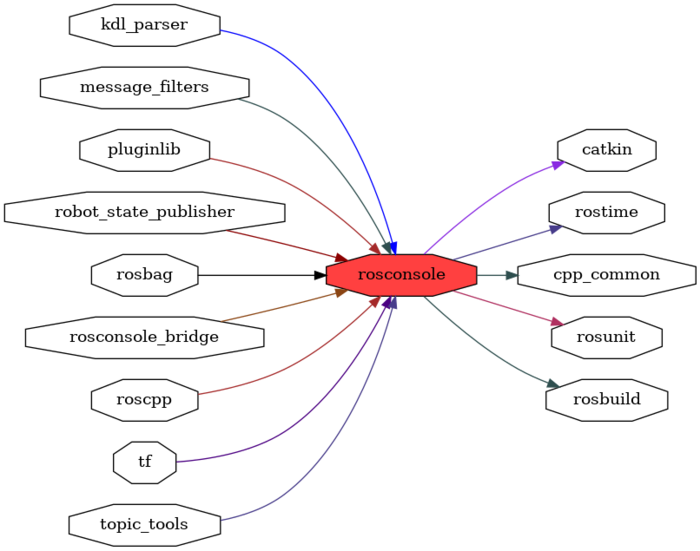 kdl_parser
message_filters
pluginlib
robot_state_publisher
rosbag
rosconsole_bridge
roscpp
tf
topic_tools
rosconsole
catkin
rostime
cpp_common
rosunit
rosbuild